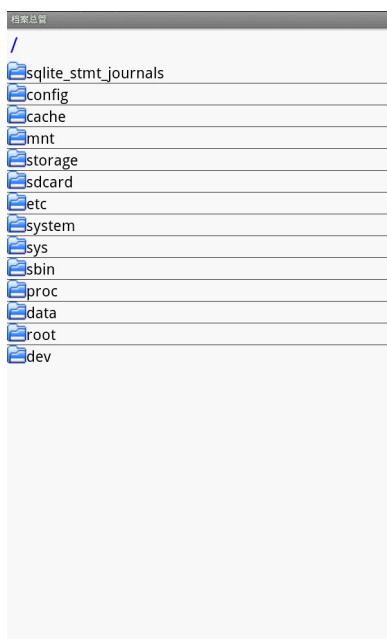 档案总管
/
sqlite_stmt_journals
config
cache
mnt
storage
sdcard
etc
system
sys
sbin
proc
data
root
dev